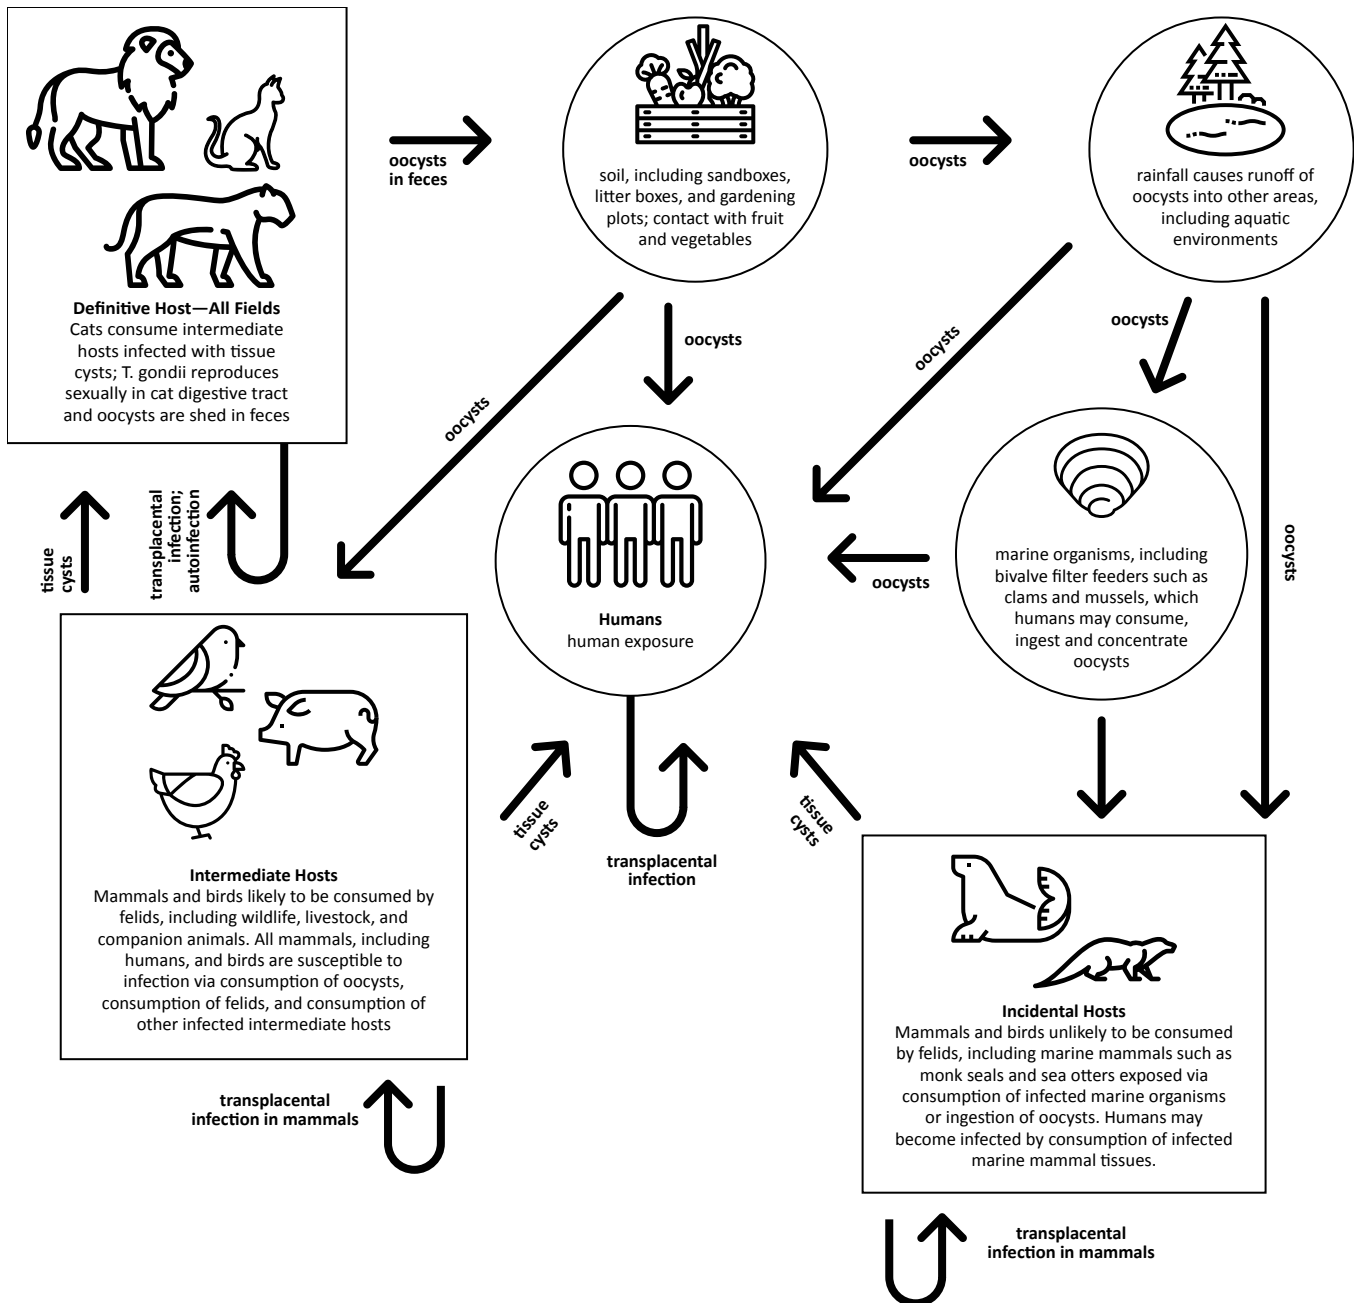 oocysts
in feces
soil, including sandboxes,
litter boxes, and gardening
plots; contact with fruit
and vegetables
oocysts
rainfall causes runoff of
oocysts into other areas,
including aquatic
environments
Definitive Host—All Fields
Cats consume intermediate
hosts infected with tissue
cysts; T. gondii reproduces
sexually in cat digestive tract
and oocysts are shed in feces
oocysts
oocysts
oocysts
oocysts
oocysts
tissue
cysts
transplacental
infection;
autoinfection
Humans
human exposure
oocysts
marine organisms, including
bivalve filter feeders such as
clams and mussels, which
humans may consume,
ingest and concentrate
oocysts
tissue
cysts
transplacental
infection
tissue
cysts
Intermediate Hosts
Mammals and birds likely to be consumed by
felids, including wildlife, livestock, and
companion animals. All mammals, including
humans, and birds are susceptible to
infection via consumption of oocysts,
consumption of felids, and consumption of
other infected intermediate hosts
transplacental
infection in mammals
Incidental Hosts
Mammals and birds unlikely to be consumed
by felids, including marine mammals such as
monk seals and sea otters exposed via
consumption of infected marine organisms
or ingestion of oocysts. Humans may
become infected by consumption of infected
marine mammal tissues.
transplacental
infection in mammals